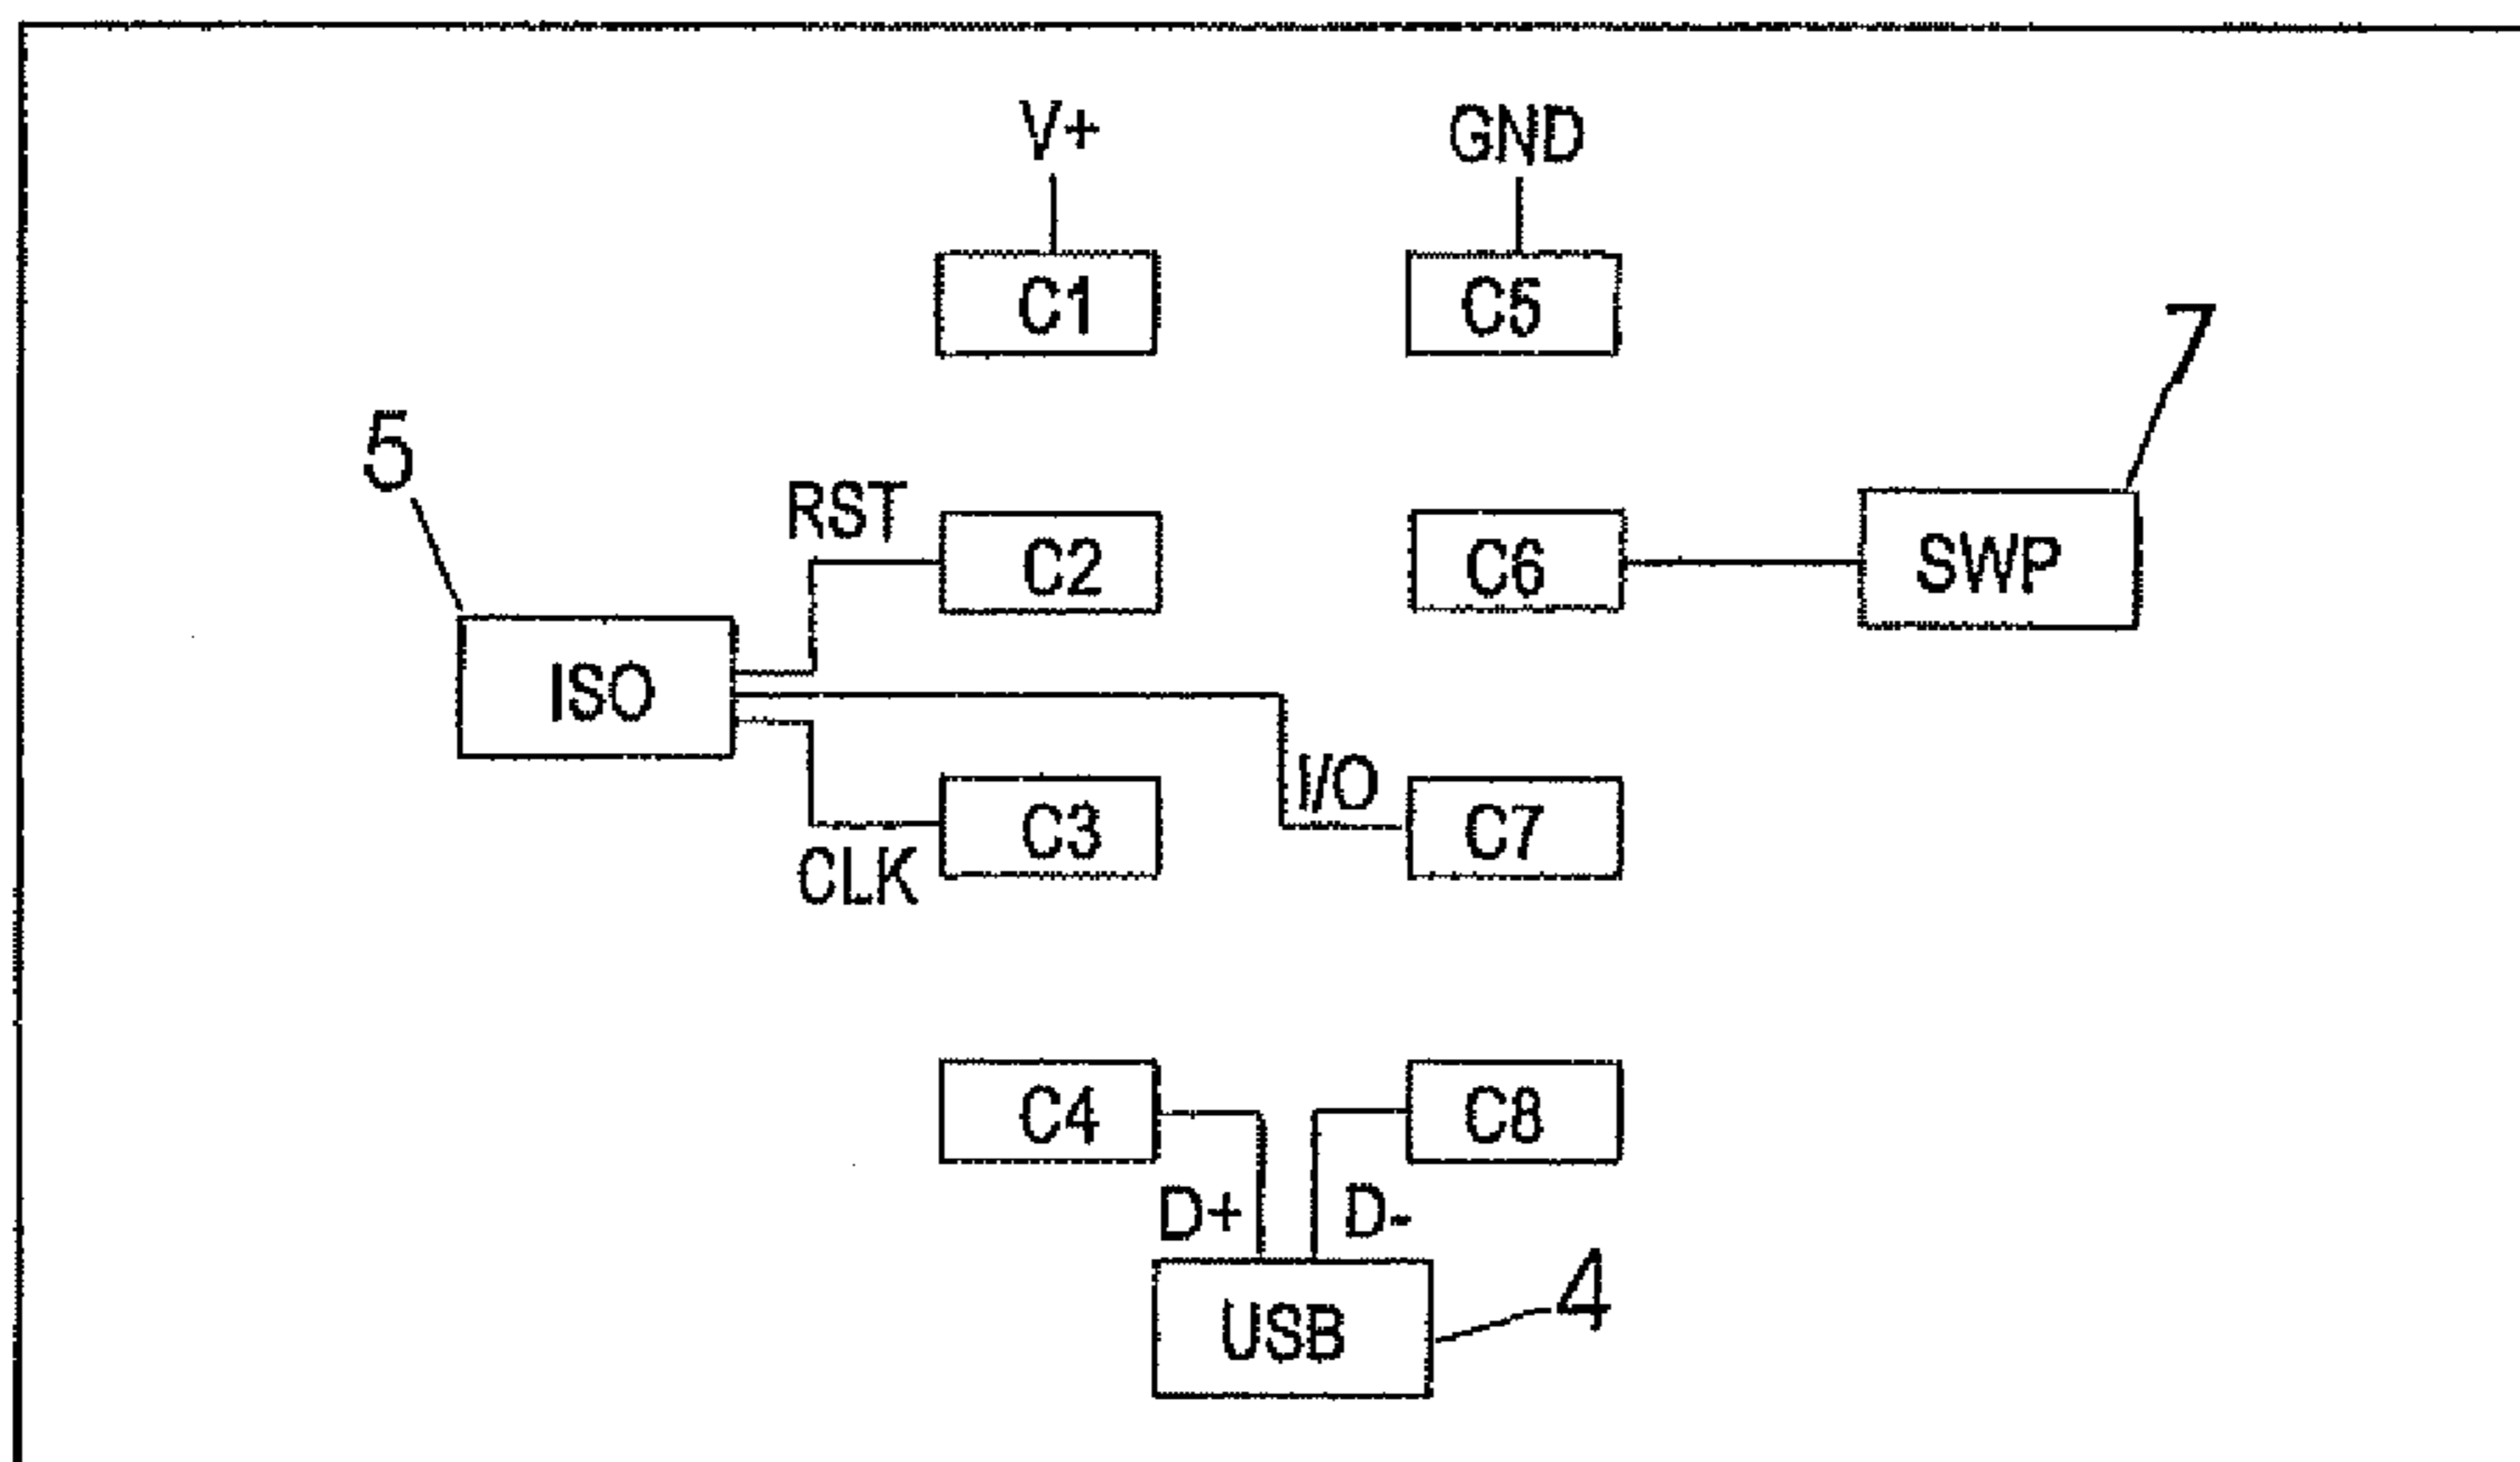 V+ GND
C1 C5
7
5
RST
C2 C6 SWP
ISO
I/O
C3 C7
CLK
C4 C8
D+ D-
4
USB